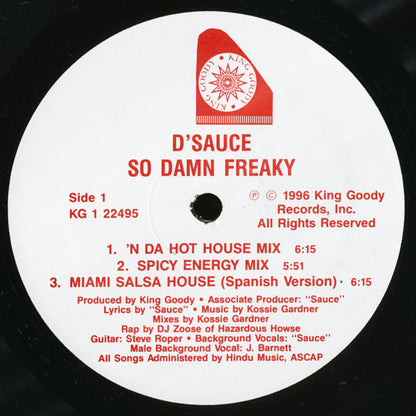 KING GOODY • KING GOODY •
D'SAUCE
SO DAMN FREAKY
Side 1
KG 1 22495
Ⓟ © 1996 King Goody
Records, Inc.
All Rights Reserved
1. 'N DA HOT HOUSE MIX 6:15
2. SPICY ENERGY MIX 5:51
3. MIAMI SALSA HOUSE (Spanish Version) 6:15
Produced by King Goody • Associate Producer: "Sauce"
Lyrics by "Sauce" • Music by Kossie Gardner
Mixes by Kossie Gardner
Rap by DJ Zoose of Hazardous Howse
Guitar: Steve Roper • Background Vocals: "Sauce"
Male Background Vocal: J. Barnett
All Songs Administered by Hindu Music, ASCAP